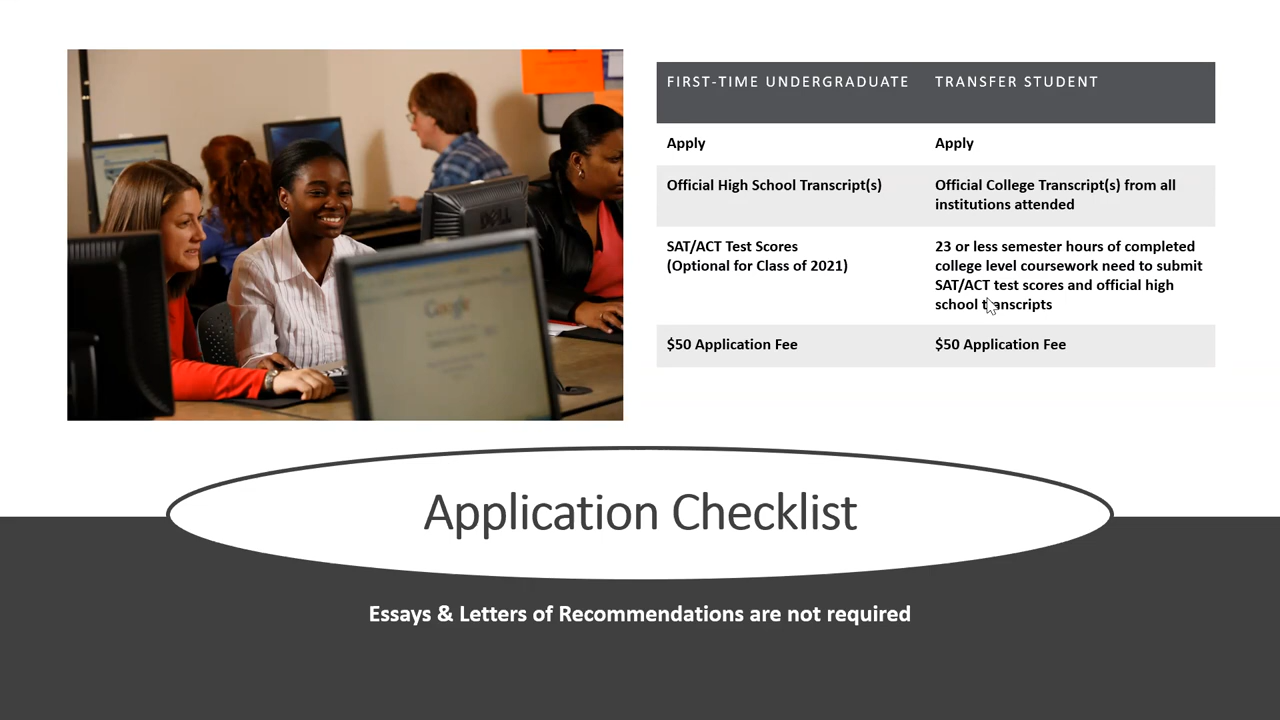 FIRST-TIME UNDERGRADUATE
TRANSFER STUDENT
Apply
Apply
Official High School Transcript(s)
Official College Transcript(s) from all
institutions attended
SAT/ACT Test Scores
(Optional for Class of 2021)
23 or less semester hours of completed
college level coursework need to submit
SAT/ACT test scores and official high
school transcripts
$50 Application Fee
$50 Application Fee
DELL
Google
Application Checklist
Essays & Letters of Recommendations are not required